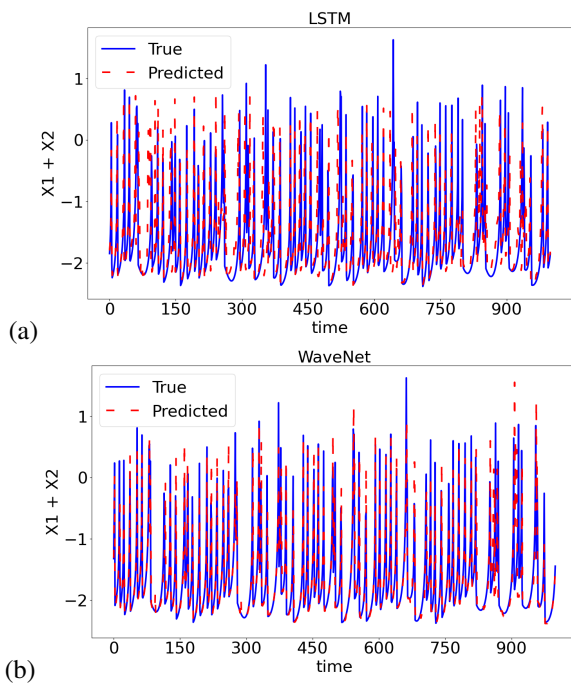 LSTM
True
Predicted
1
0
−1
−2
X1 + X2
0 150 300 450 600 750 900
time
(a)
WaveNet
True
Predicted
1
0
−1
−2
X1 + X2
0 150 300 450 600 750 900
time
(b)